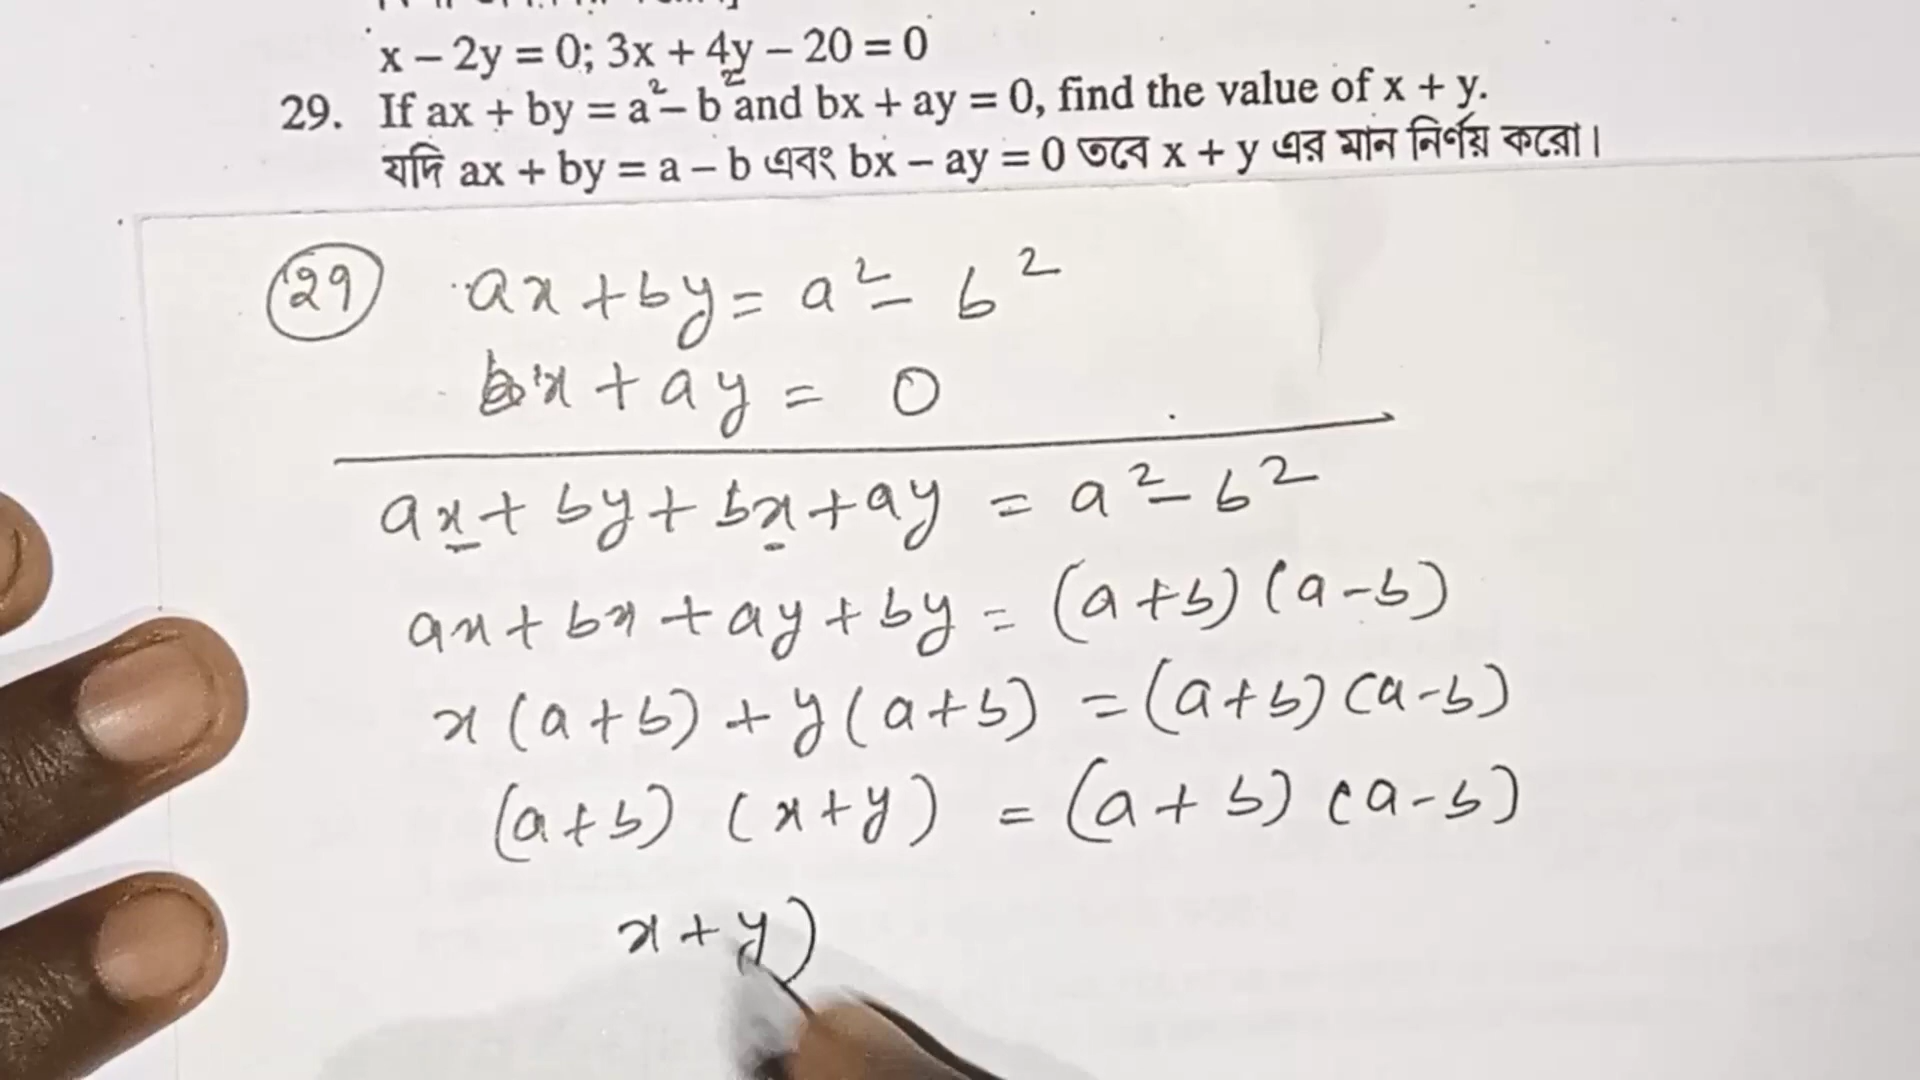 x – 2y = 0; 3x + 4y – 20 = 0
29. If ax + by = a² – b² and bx + ay = 0, find the value of x + y.
যদি ax + by = a – b এবং bx – ay = 0 তবে x + y এর মান নির্ণয় করো।
(29) ax + by = a² – b²
bx + ay = 0
ax + by + bx + ay = a² – b²
ax + bx + ay + by = (a+b) (a-b)
x (a+b) + y (a+b) = (a+b) (a-b)
(a+b) (x+y) = (a+b) (a-b)
x + y)